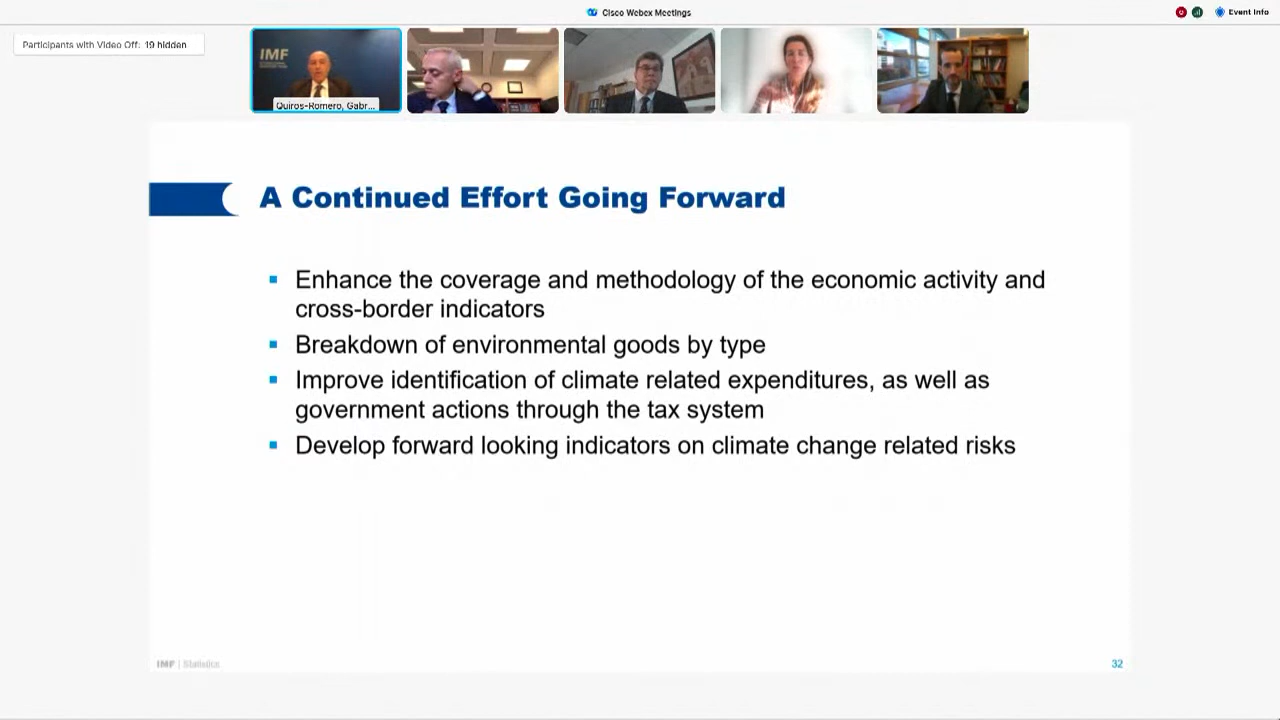 Cisco Webex Meetings
Event Info
Participants with Video Off: 19 hidden
IMF
Quiros-Romero, Gabr...
A Continued Effort Going Forward
Enhance the coverage and methodology of the economic activity and
cross-border indicators
Breakdown of environmental goods by type
Improve identification of climate related expenditures, as well as
government actions through the tax system
Develop forward looking indicators on climate change related risks
IMF | Statistics
32